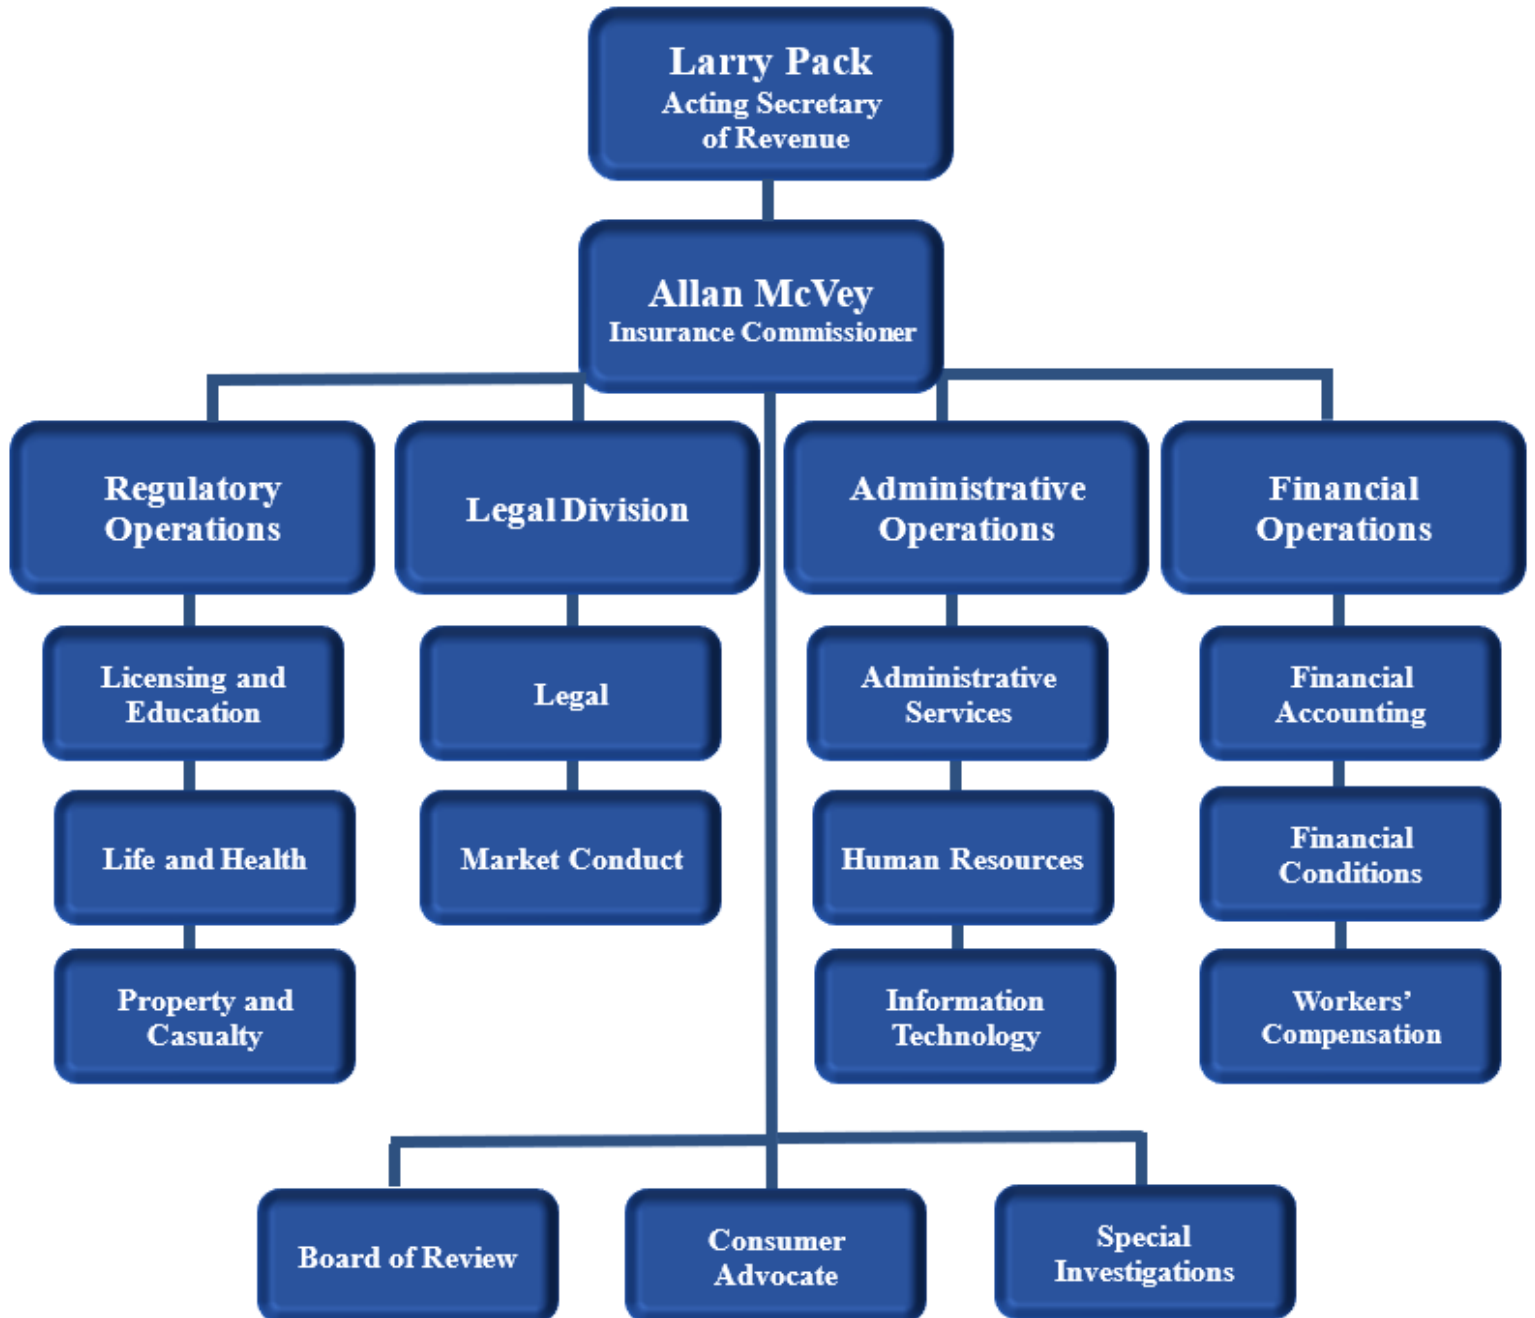 Larry Pack
Acting Secretary
of Revenue
Allan McVey
Insurance Commissioner
Regulatory
Operations
Legal Division
Administrative
Operations
Financial
Operations
Licensing and
Education
Legal
Administrative
Services
Financial
Accounting
Life and Health
Market Conduct
Human Resources
Financial
Conditions
Property and
Casualty
Information
Technology
Workers’
Compensation
Board of Review
Consumer
Advocate
Special
Investigations